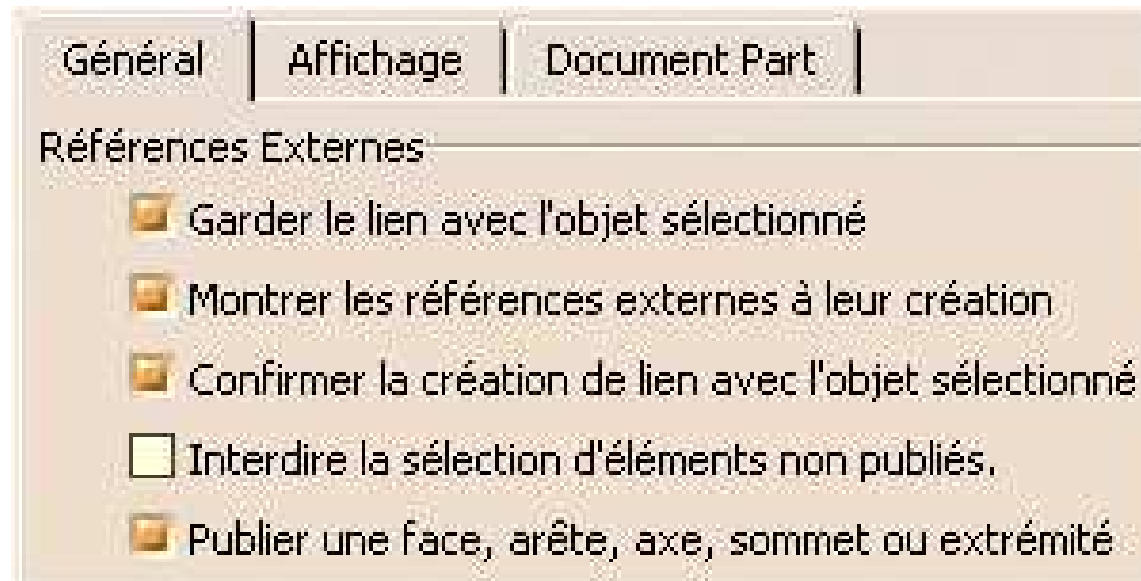 Général Affichage Document Part
Références Externes
Garder le lien avec l'objet sélectionné
Montrer les références externes à leur création
Confirmer la création de lien avec l'objet sélectionné
Interdire la sélection d'éléments non publiés.
Publier une face, arête, axe, sommet ou extrémité